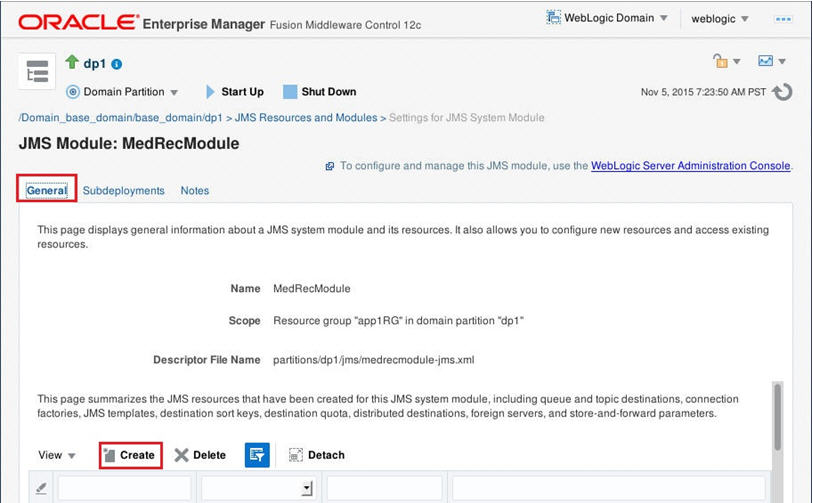 ORACLE Enterprise Manager Fusion Middleware Control 12c WebLogic Domain weblogic
dp1
Domain Partition Start Up Shut Down Nov 5, 2015 7:23:50 AM PST
/Domain_base_domain/base_domain/dp1 > JMS Resources and Modules > Settings for JMS System Module
JMS Module: MedRecModule
To configure and manage this JMS module, use the WebLogic Server Administration Console.
General Subdeployments Notes
This page displays general information about a JMS system module and its resources. It also allows you to configure new resources and access existing
resources.
Name MedRecModule
Scope Resource group "app1RG" in domain partition "dp1"
Descriptor File Name partitions/dp1/jms/medrecmodule-jms.xml
This page summarizes the JMS resources that have been created for this JMS system module, including queue and topic destinations, connection
factories, JMS templates, destination sort keys, destination quota, distributed destinations, foreign servers, and store-and-forward parameters.
View Create Delete Detach